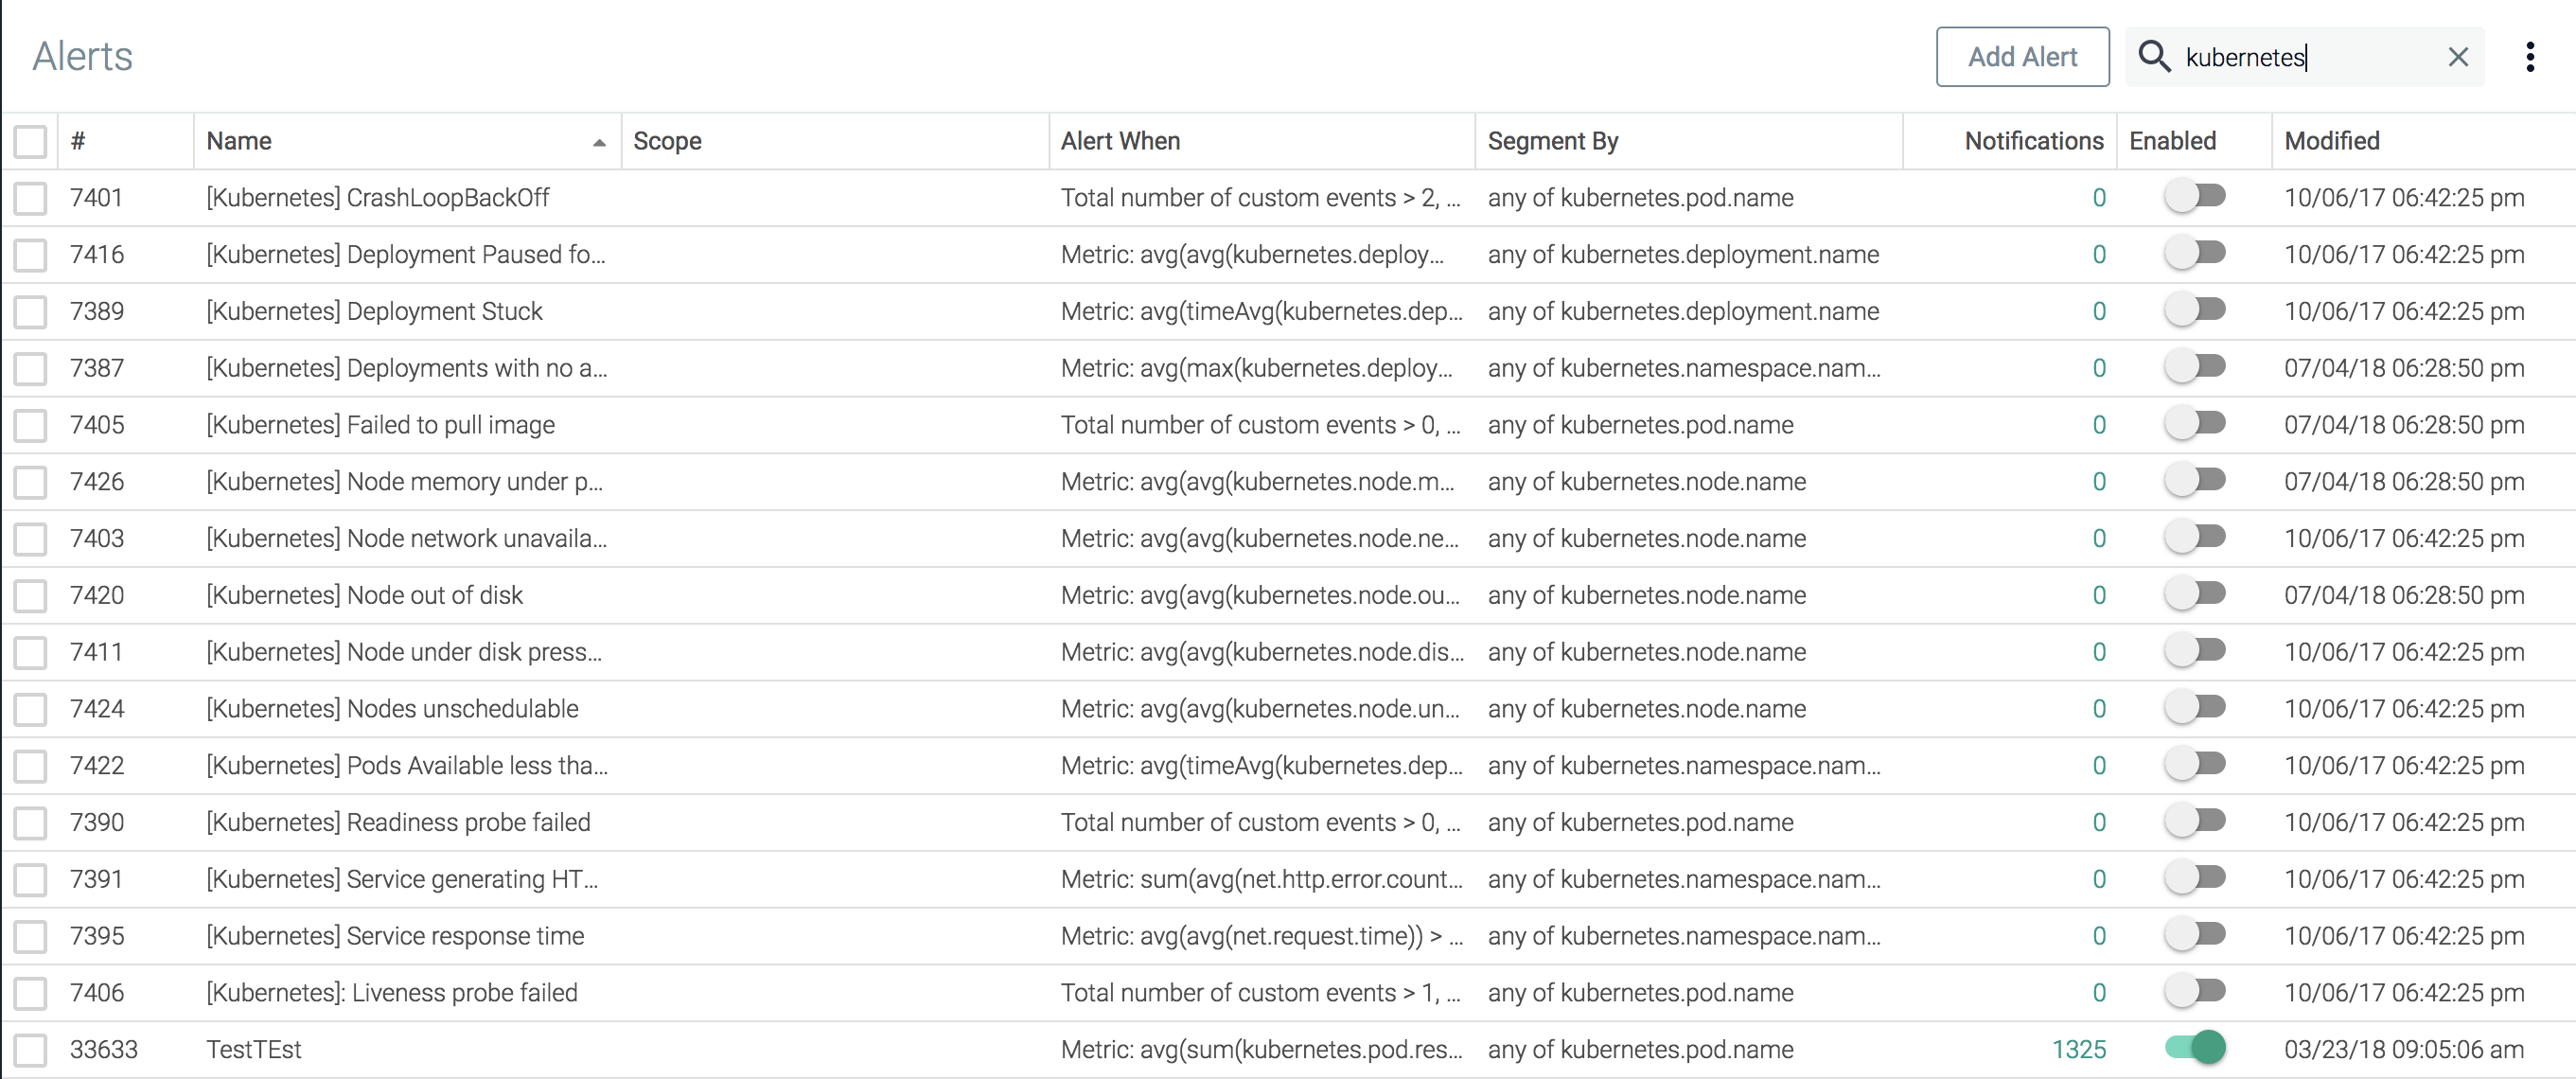 Alerts Add Alert kubernetes
# Name Scope Alert When Segment By Notifications Enabled Modified
7401 [Kubernetes] CrashLoopBackOff Total number of custom events > 2, ... any of kubernetes.pod.name 0 10/06/17 06:42:25 pm
7416 [Kubernetes] Deployment Paused fo... Metric: avg(avg(kubernetes.deploy... any of kubernetes.deployment.name 0 10/06/17 06:42:25 pm
7389 [Kubernetes] Deployment Stuck Metric: avg(timeAvg(kubernetes.dep... any of kubernetes.deployment.name 0 10/06/17 06:42:25 pm
7387 [Kubernetes] Deployments with no a... Metric: avg(max(kubernetes.deploy... any of kubernetes.namespace.nam... 0 07/04/18 06:28:50 pm
7405 [Kubernetes] Failed to pull image Total number of custom events > 0, ... any of kubernetes.pod.name 0 07/04/18 06:28:50 pm
7426 [Kubernetes] Node memory under p... Metric: avg(avg(kubernetes.node.m... any of kubernetes.node.name 0 07/04/18 06:28:50 pm
7403 [Kubernetes] Node network unavaila... Metric: avg(avg(kubernetes.node.ne... any of kubernetes.node.name 0 10/06/17 06:42:25 pm
7420 [Kubernetes] Node out of disk Metric: avg(avg(kubernetes.node.ou... any of kubernetes.node.name 0 07/04/18 06:28:50 pm
7411 [Kubernetes] Node under disk press... Metric: avg(avg(kubernetes.node.dis... any of kubernetes.node.name 0 10/06/17 06:42:25 pm
7424 [Kubernetes] Nodes unschedulable Metric: avg(avg(kubernetes.node.un... any of kubernetes.node.name 0 10/06/17 06:42:25 pm
7422 [Kubernetes] Pods Available less tha... Metric: avg(timeAvg(kubernetes.dep... any of kubernetes.namespace.nam... 0 10/06/17 06:42:25 pm
7390 [Kubernetes] Readiness probe failed Total number of custom events > 0, ... any of kubernetes.pod.name 0 10/06/17 06:42:25 pm
7391 [Kubernetes] Service generating HT... Metric: sum(avg(net.http.error.count... any of kubernetes.namespace.nam... 0 10/06/17 06:42:25 pm
7395 [Kubernetes] Service response time Metric: avg(avg(net.request.time)) > ... any of kubernetes.namespace.nam... 0 10/06/17 06:42:25 pm
7406 [Kubernetes]: Liveness probe failed Total number of custom events > 1, ... any of kubernetes.pod.name 0 10/06/17 06:42:25 pm
33633 TestTEst Metric: avg(sum(kubernetes.pod.res... any of kubernetes.pod.name 1325 03/23/18 09:05:06 am